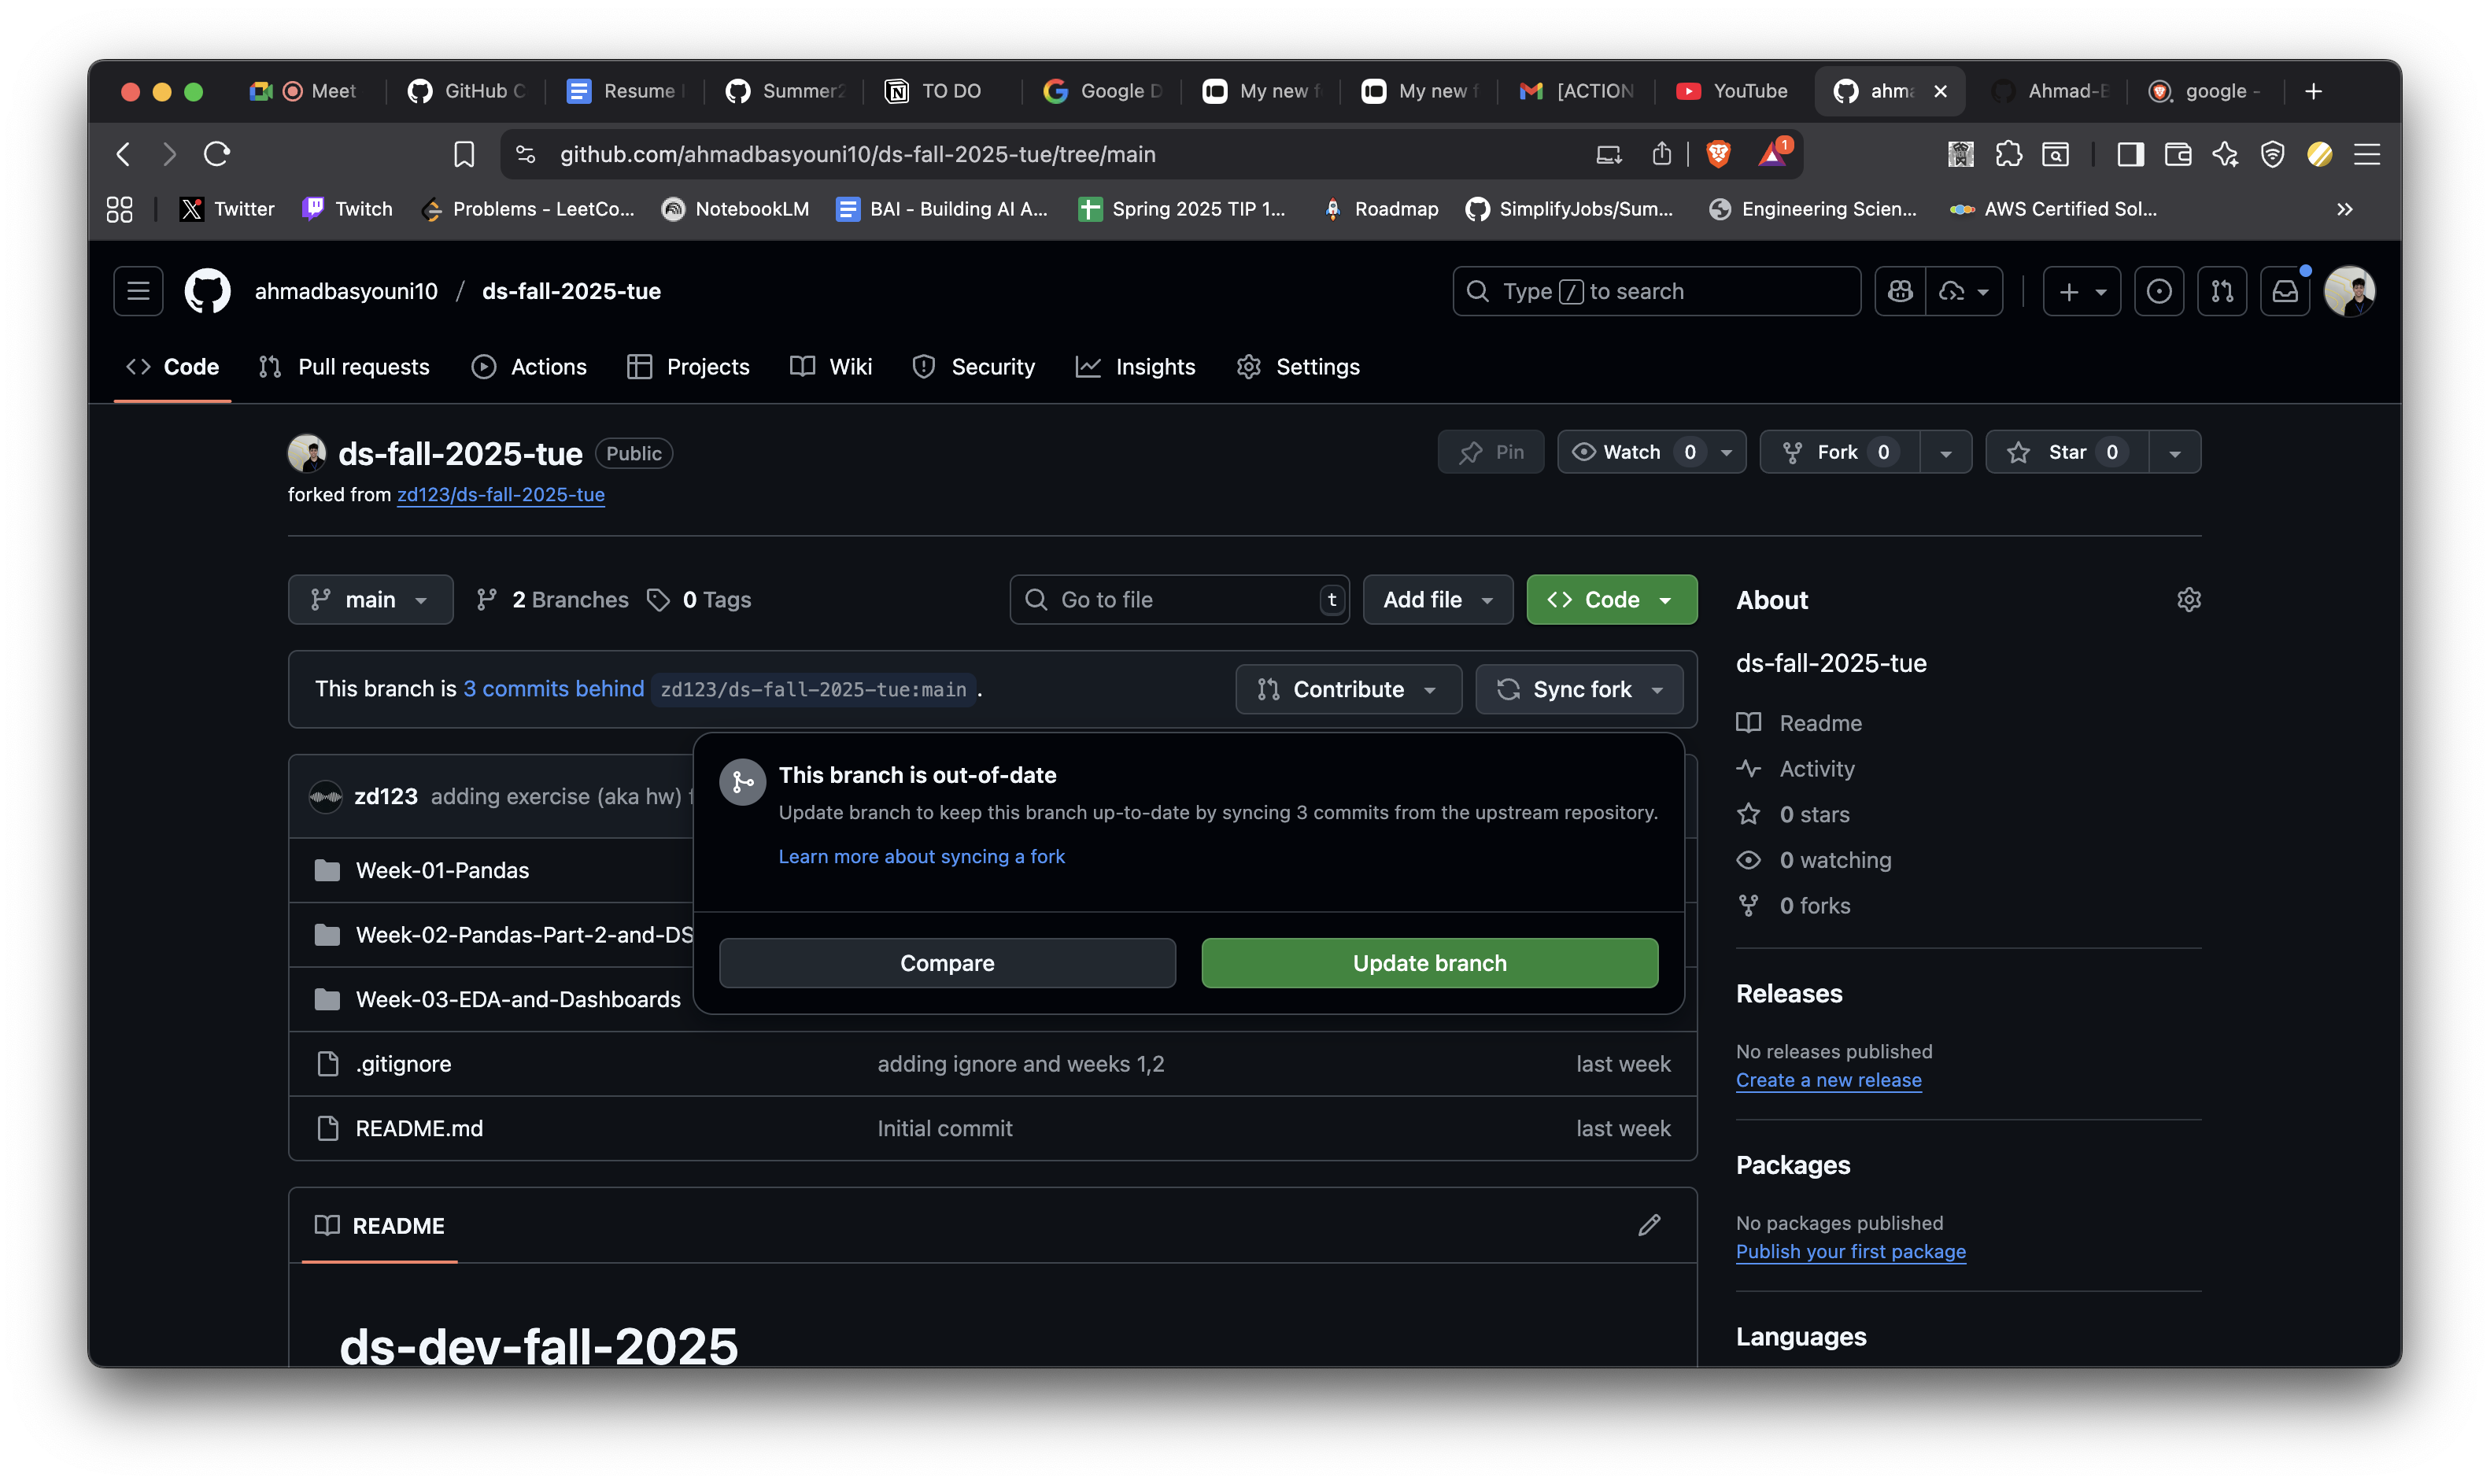 Meet
GitHub C
Resume
Summer2
TO DO
Google D
My new f
My new f
[ACTION
YouTube
ahma
Ahmad-B
google -
github.com/ahmadbasyouni10/ds-fall-2025-tue/tree/main
1
Twitter
Twitch
Problems - LeetCo...
NotebookLM
BAI - Building AI A...
Spring 2025 TIP 1...
Roadmap
SimplifyJobs/Sum...
Engineering Scien...
AWS Certified Sol...
ahmadbasyouni10 / ds-fall-2025-tue
Type / to search
Code
Pull requests
Actions
Projects
Wiki
Security
Insights
Settings
ds-fall-2025-tue Public
Pin
Watch 0
Fork 0
Star 0
forked from zd123/ds-fall-2025-tue
main
2 Branches
0 Tags
Go to file t
Add file
Code
This branch is 3 commits behind zd123/ds-fall-2025-tue:main .
Contribute
Sync fork
This branch is out-of-date
Update branch to keep this branch up-to-date by syncing 3 commits from the upstream repository.
Learn more about syncing a fork
Compare
Update branch
zd123 adding exercise (aka hw)
Week-01-Pandas
Week-02-Pandas-Part-2-and-DS
Week-03-EDA-and-Dashboards
.gitignore adding ignore and weeks 1,2 last week
README.md Initial commit last week
README
ds-dev-fall-2025
About
ds-fall-2025-tue
Readme
Activity
0 stars
0 watching
0 forks
Releases
No releases published
Create a new release
Packages
No packages published
Publish your first package
Languages